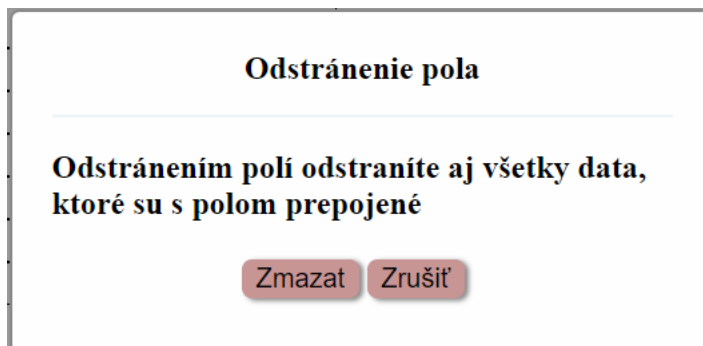 Odstránenie pola
Odstránením polí odstraníte aj všetky data,
ktoré su s polom prepojené
Zmazat Zrušiť